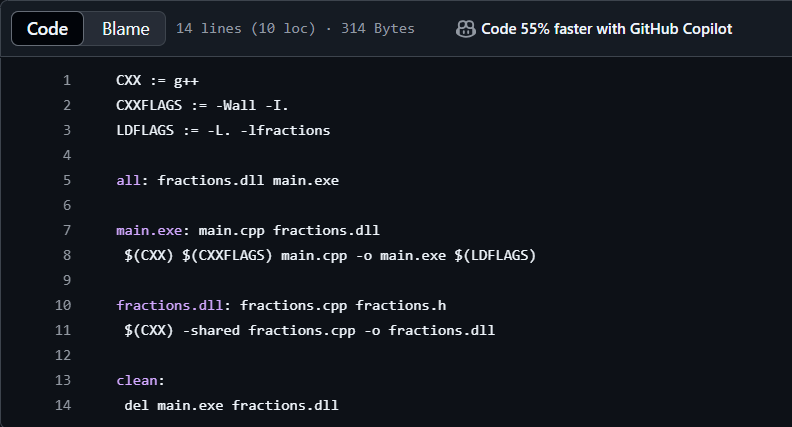 Code Blame 14 lines (10 loc) · 314 Bytes Code 55% faster with GitHub Copilot
1 CXX := g++
2 CXXFLAGS := -Wall -I.
3 LDFLAGS := -L. -lfractions
4
5 all: fractions.dll main.exe
6
7 main.exe: main.cpp fractions.dll
8 $(CXX) $(CXXFLAGS) main.cpp -o main.exe $(LDFLAGS)
9
10 fractions.dll: fractions.cpp fractions.h
11 $(CXX) -shared fractions.cpp -o fractions.dll
12
13 clean:
14 del main.exe fractions.dll